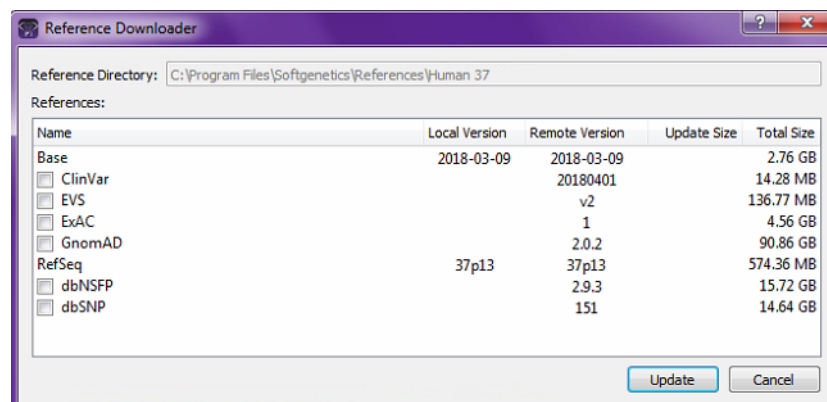 Reference Downloader
Reference Directory: C:\Program Files\Softgenetics\References\Human 37
References:
Name Local Version Remote Version Update Size Total Size
Base 2018-03-09 2018-03-09 2.76 GB
ClinVar 20180401 14.28 MB
EVS v2 136.77 MB
ExAC 1 4.56 GB
GnomAD 2.0.2 90.86 GB
RefSeq 37p13 37p13 574.36 MB
dbNSFP 2.9.3 15.72 GB
dbSNP 151 14.64 GB
Update Cancel